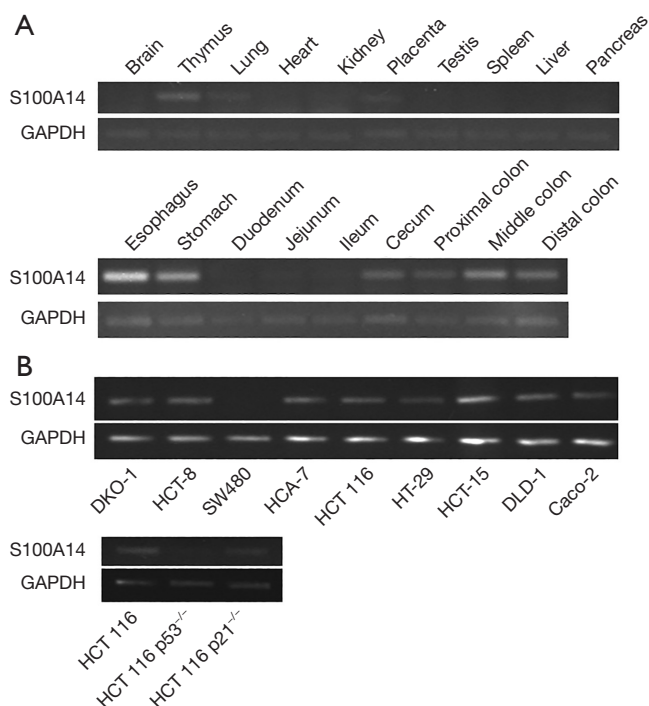 A
Brain Thymus Lung Heart Kidney Placenta Testis Spleen Liver Pancreas
S100A14
GAPDH
Esophagus Stomach Duodenum Jejunum Ileum Cecum Proximal colon Middle colon Distal colon
S100A14
GAPDH
B
S100A14
GAPDH
DKO-1 HCT-8 SW480 HCA-7 HCT 116 HT-29 HCT-15 DLD-1 Caco-2
S100A14
GAPDH
HCT 116 HCT 116 p53⁻/⁻ HCT 116 p21⁻/⁻